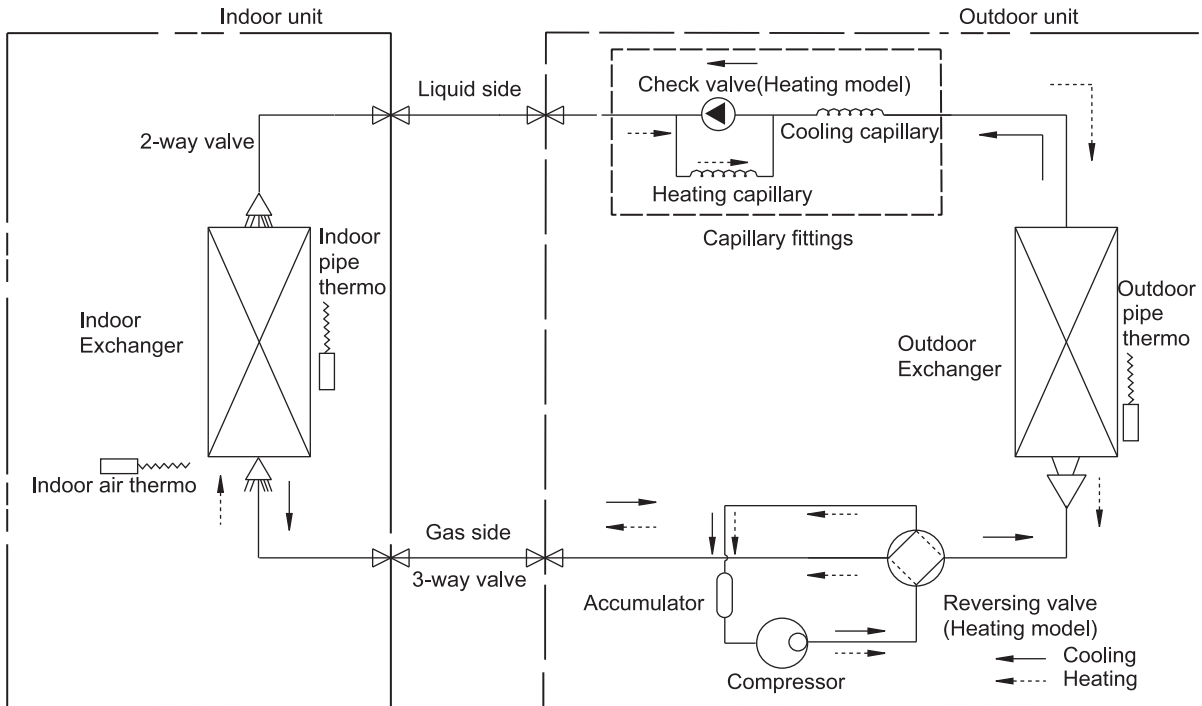 Indoor unit
Outdoor unit
Liquid side
Check valve(Heating model)
Cooling capillary
2-way valve
Heating capillary
Capillary fittings
Indoor
pipe
thermo
Indoor
Exchanger
Outdoor
pipe
thermo
Outdoor
Exchanger
Indoor air thermo
Gas side
3-way valve
Accumulator
Reversing valve
(Heating model)
Compressor
Cooling
Heating